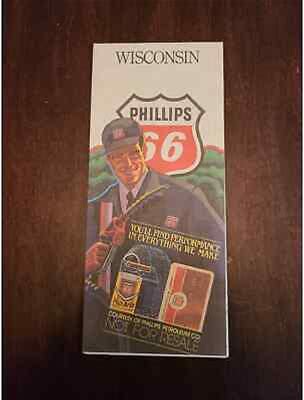 WISCONSIN
PHILLIPS
66
YOU'LL FIND PERFORMANCE
IN EVERYTHING WE MAKE
COURTESY OF PHILLIPS PETROLEUM CO.
NOT FOR RESALE